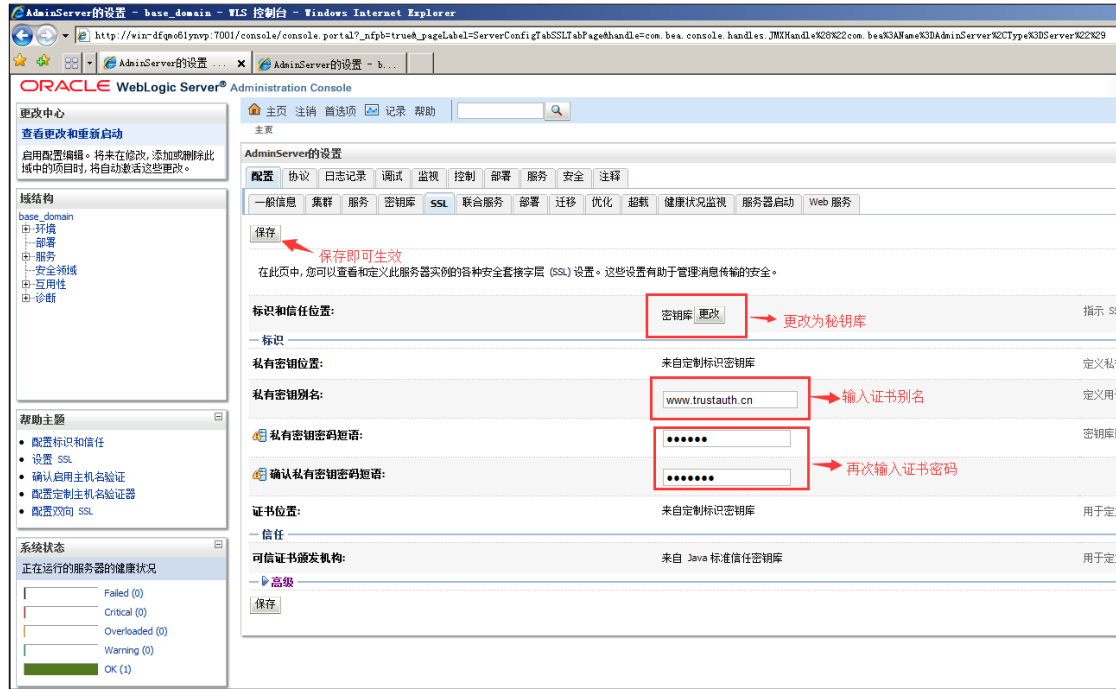 AdminServer的设置 - base_domain - WLS 控制台 - Windows Internet Explorer
http://win-dfqmo61ynvp:7001/console/console.portal?_nfpb=true&_pageLabel=ServerConfigTabSSLTabPage&handle=com.bea.console.handles.JMXHandle%28%22com.bea%3AName%3DAdminServer%2CType%3DServer%22%29
AdminServer的设置 ... AdminServer的设置 - b...
ORACLE WebLogic Server® Administration Console
更改中心
查看更改和重新启动
启用配置编辑。将来在修改, 添加或删除此
域中的项目时, 将自动激活这些更改。
域结构
base_domain
环境
部署
服务
安全领域
互用性
诊断
帮助主题
配置标识和信任
设置 SSL
确认启用主机名验证
配置定制主机名验证器
配置双向 SSL
系统状态
正在运行的服务器的健康状况
Failed (0)
Critical (0)
Overloaded (0)
Warning (0)
OK (1)
主页 注销 首选项 记录 帮助
主页
AdminServer的设置
配置 协议 日志记录 调试 监视 控制 部署 服务 安全 注释
一般信息 集群 服务 密钥库 SSL 联合服务 部署 迁移 优化 超载 健康状况监视 服务器启动 Web 服务
保存
保存即可生效
在此页中, 您可以查看和定义此服务器实例的各种安全套接字层 (SSL) 设置。这些设置有助于管理消息传输的安全。
标识和信任位置: 密钥库 更改 更改为秘钥库 指示 SS
标识
私有密钥位置: 来自定制标识密钥库 定义私
私有密钥别名: www.trustauth.cn 输入证书别名 定义用
私有密钥密码短语: ●●●●●● 密钥库
再次输入证书密码
确认私有密钥密码短语: ●●●●●●●
证书位置: 来自定制标识密钥库 用于定
信任
可信证书颁发机构: 来自 Java 标准信任密钥库 用于定
高级
保存